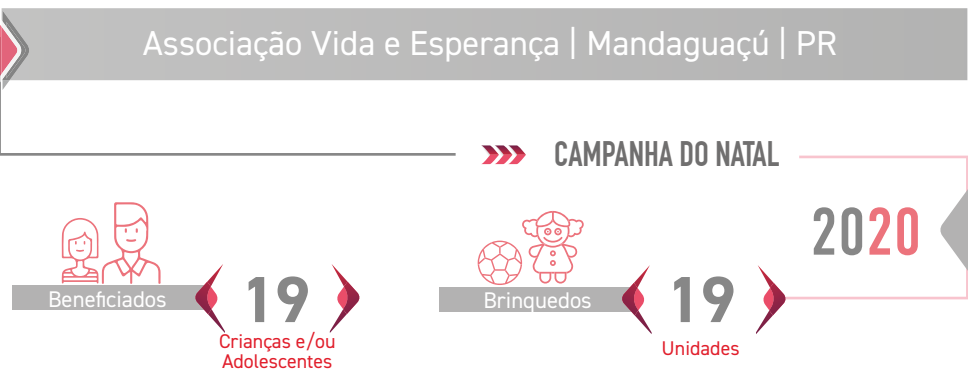 Associação Vida e Esperança | Mandaguaçú | PR
CAMPANHA DO NATAL
2020
Beneficiados
19
Crianças e/ou
Adolescentes
Brinquedos
19
Unidades